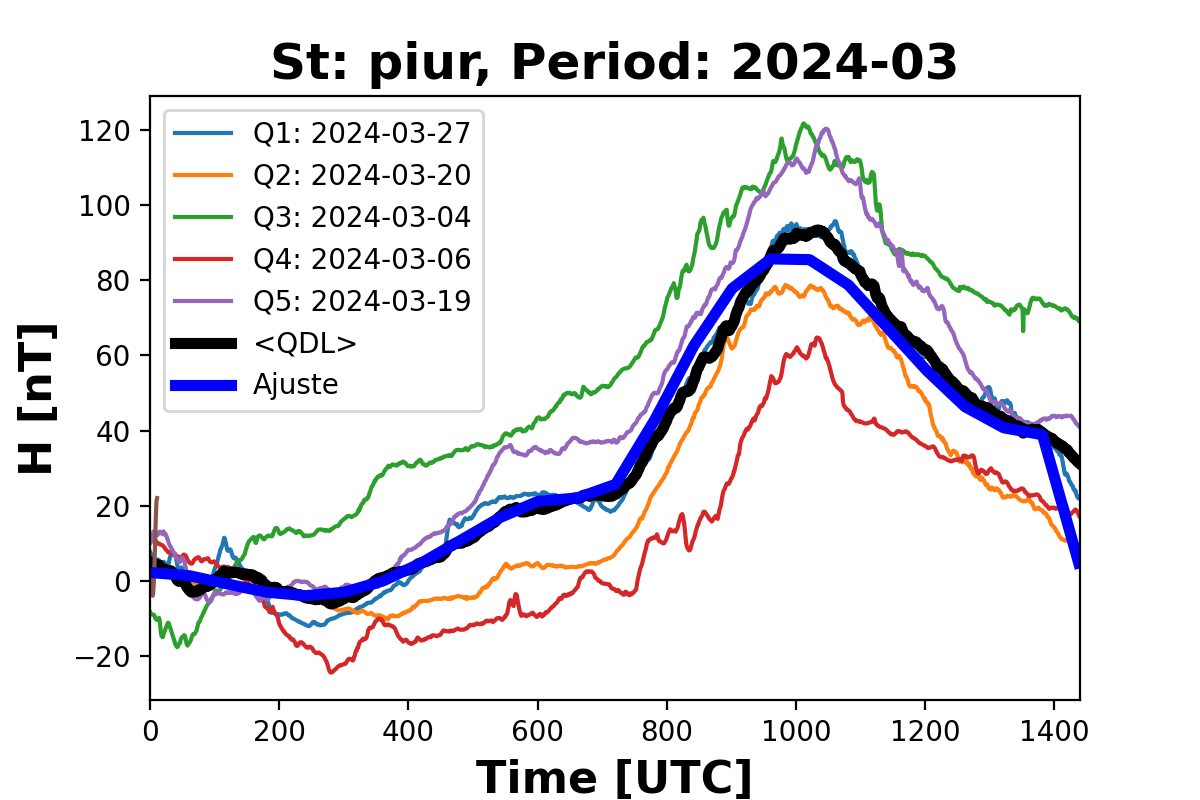 St: piur, Period: 2024-03
H [nT]
120
100
80
60
40
20
0
−20
Q1: 2024-03-27
Q2: 2024-03-20
Q3: 2024-03-04
Q4: 2024-03-06
Q5: 2024-03-19
<QDL>
Ajuste
0 200 400 600 800 1000 1200 1400
Time [UTC]